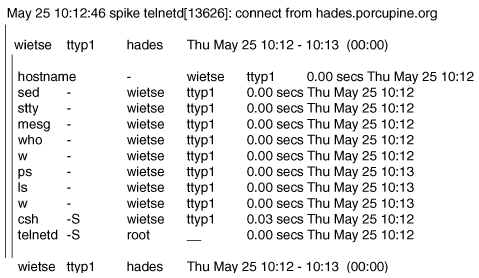 May 25 10:12:46 spike telnetd[13626]: connect from hades.porcupine.org
wietse ttyp1 hades Thu May 25 10:12 - 10:13 (00:00)
hostname - wietse ttyp1 0.00 secs Thu May 25 10:12
sed - wietse ttyp1 0.00 secs Thu May 25 10:12
stty - wietse ttyp1 0.00 secs Thu May 25 10:12
mesg - wietse ttyp1 0.00 secs Thu May 25 10:12
who - wietse ttyp1 0.00 secs Thu May 25 10:12
w - wietse ttyp1 0.00 secs Thu May 25 10:12
ps - wietse ttyp1 0.00 secs Thu May 25 10:13
ls - wietse ttyp1 0.00 secs Thu May 25 10:13
w - wietse ttyp1 0.00 secs Thu May 25 10:13
csh -S wietse ttyp1 0.03 secs Thu May 25 10:12
telnetd -S root __ 0.00 secs Thu May 25 10:12
wietse ttyp1 hades Thu May 25 10:12 - 10:13 (00:00)